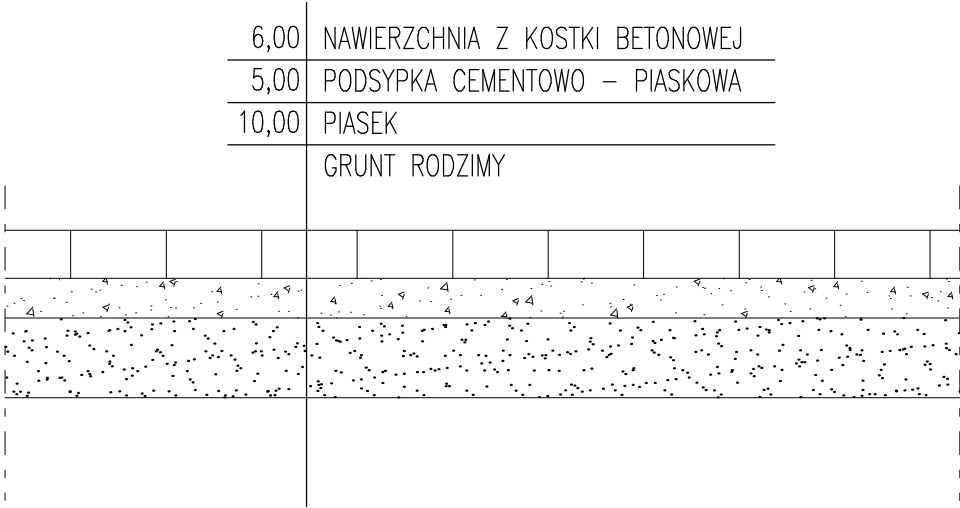 6,00 NAWIERZCHNIA Z KOSTKI BETONOWEJ
5,00 PODSYPKA CEMENTOWO – PIASKOWA
10,00 PIASEK
GRUNT RODZIMY